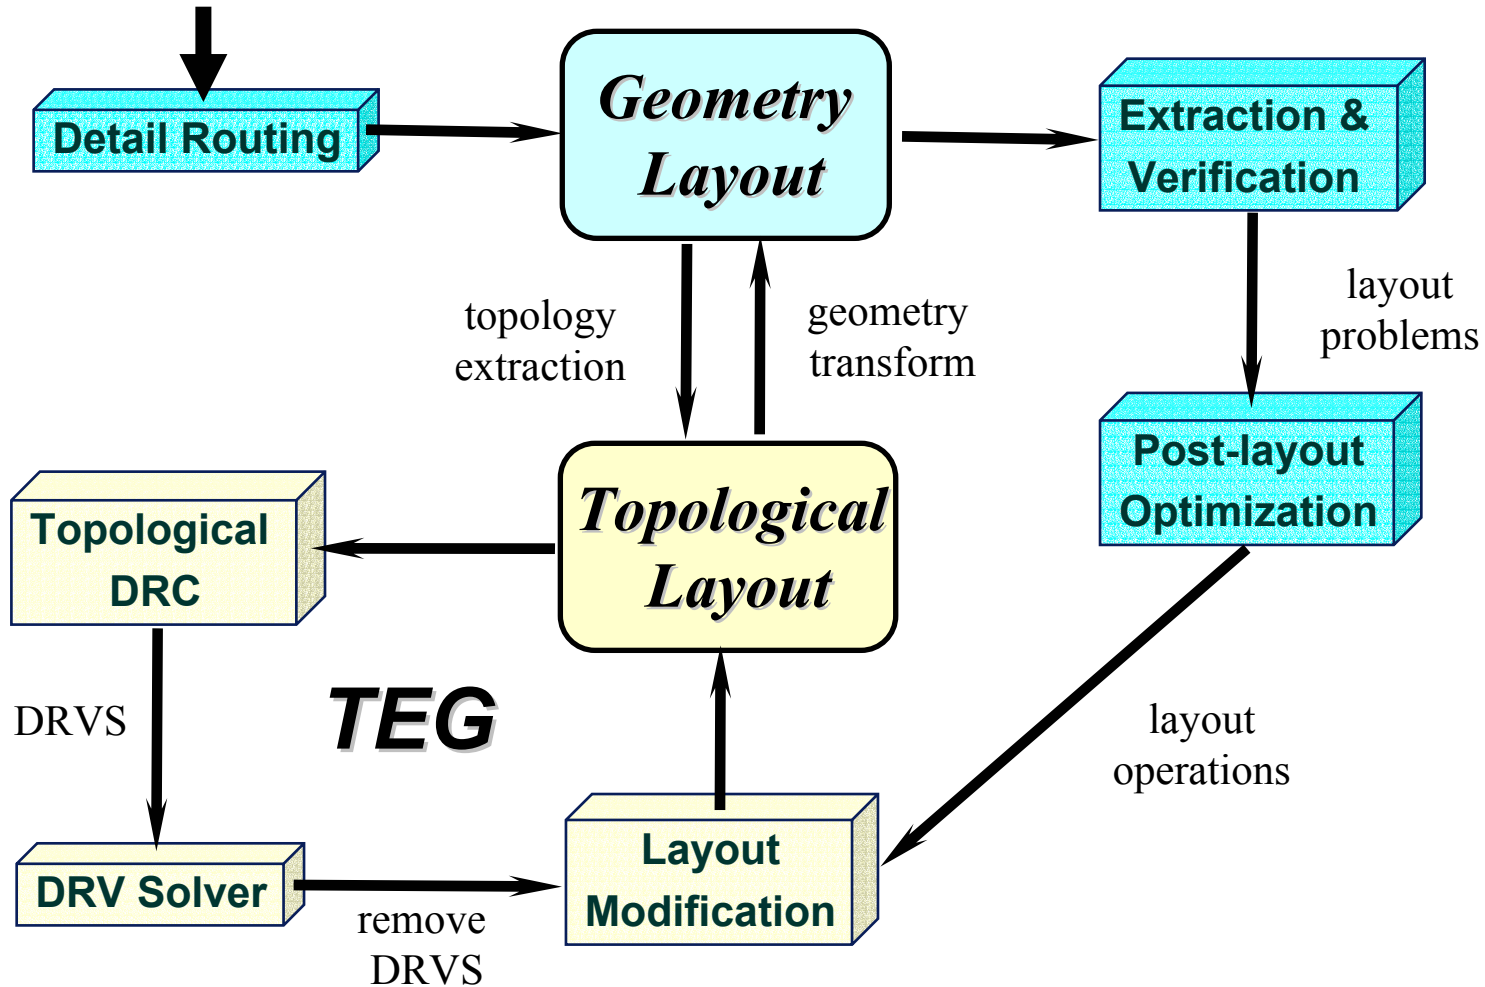 Detail Routing
Geometry
Layout
Extraction &
Verification
topology
extraction
geometry
transform
layout
problems
Topological
Layout
Post-layout
Optimization
Topological
DRC
DRVS
TEG
layout
operations
DRV Solver
remove
DRVS
Layout
Modification